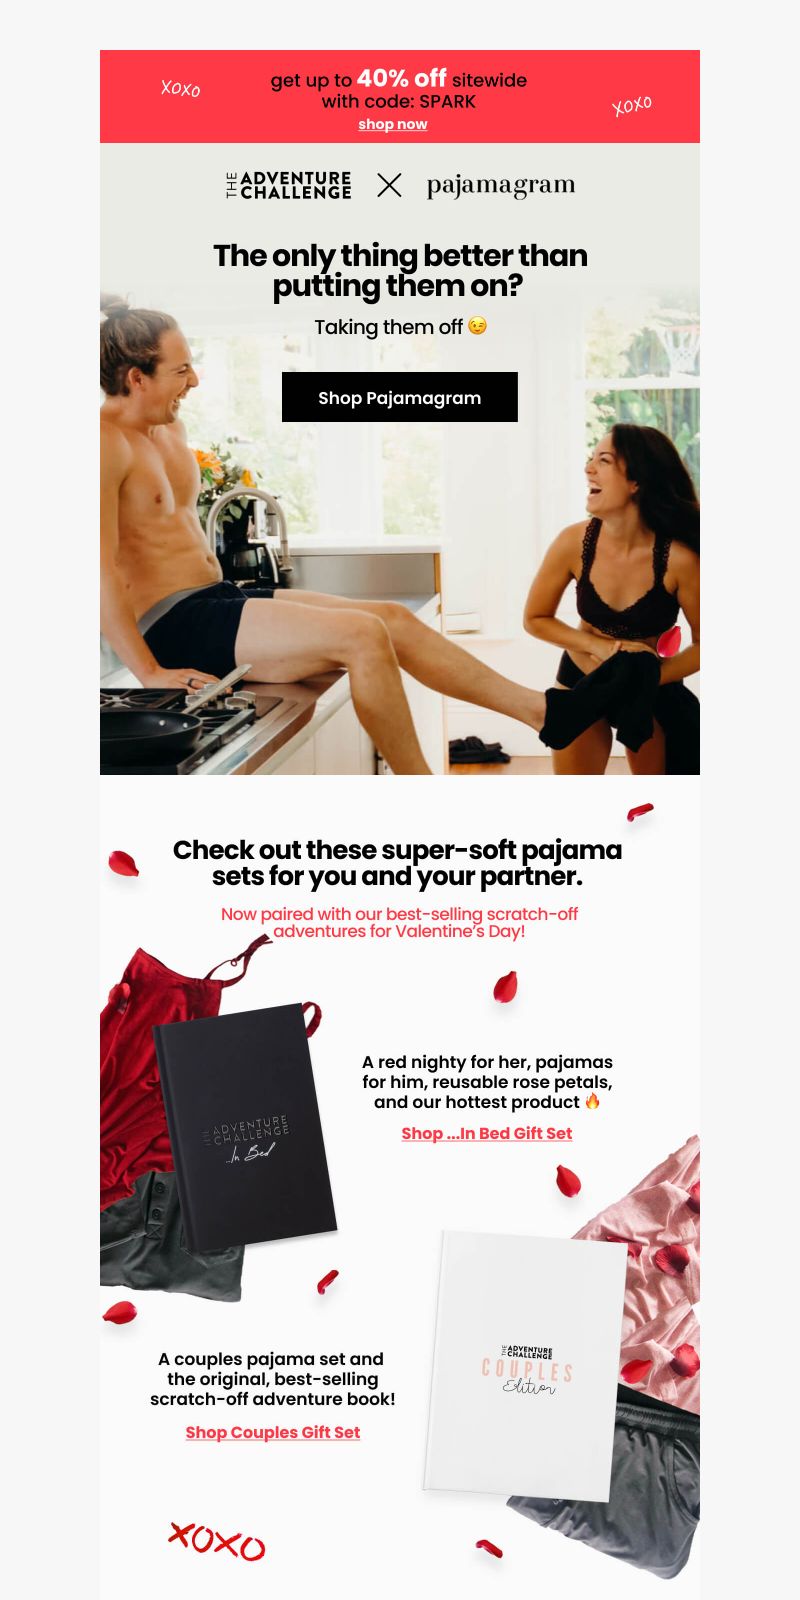 xoxo
get up to 40% off sitewide
with code: SPARK
shop now
xoxo
THE ADVENTURE CHALLENGE X pajamagram
The only thing better than
putting them on?
Taking them off 😉
Shop Pajamagram
Check out these super-soft pajama
sets for you and your partner.
Now paired with our best-selling scratch-off
adventures for Valentine's Day!
THE ADVENTURE
CHALLENGE
...In Bed
A red nighty for her, pajamas
for him, reusable rose petals,
and our hottest product 🔥
Shop ...In Bed Gift Set
THE ADVENTURE
CHALLENGE
COUPLES
Edition
A couples pajama set and
the original, best-selling
scratch-off adventure book!
Shop Couples Gift Set
XOXO